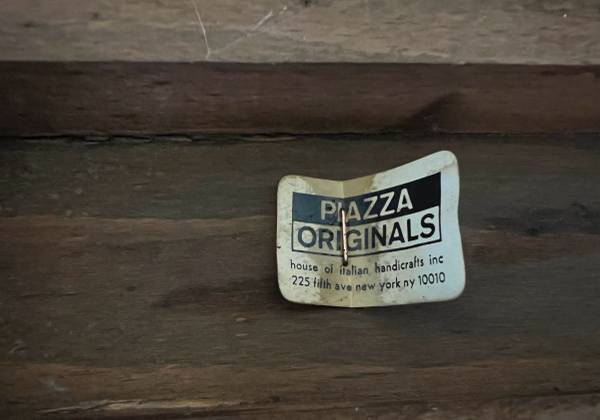 PIAZZA
ORIGINALS
house of italian handicrafts inc
225 fifth ave new york ny 10010